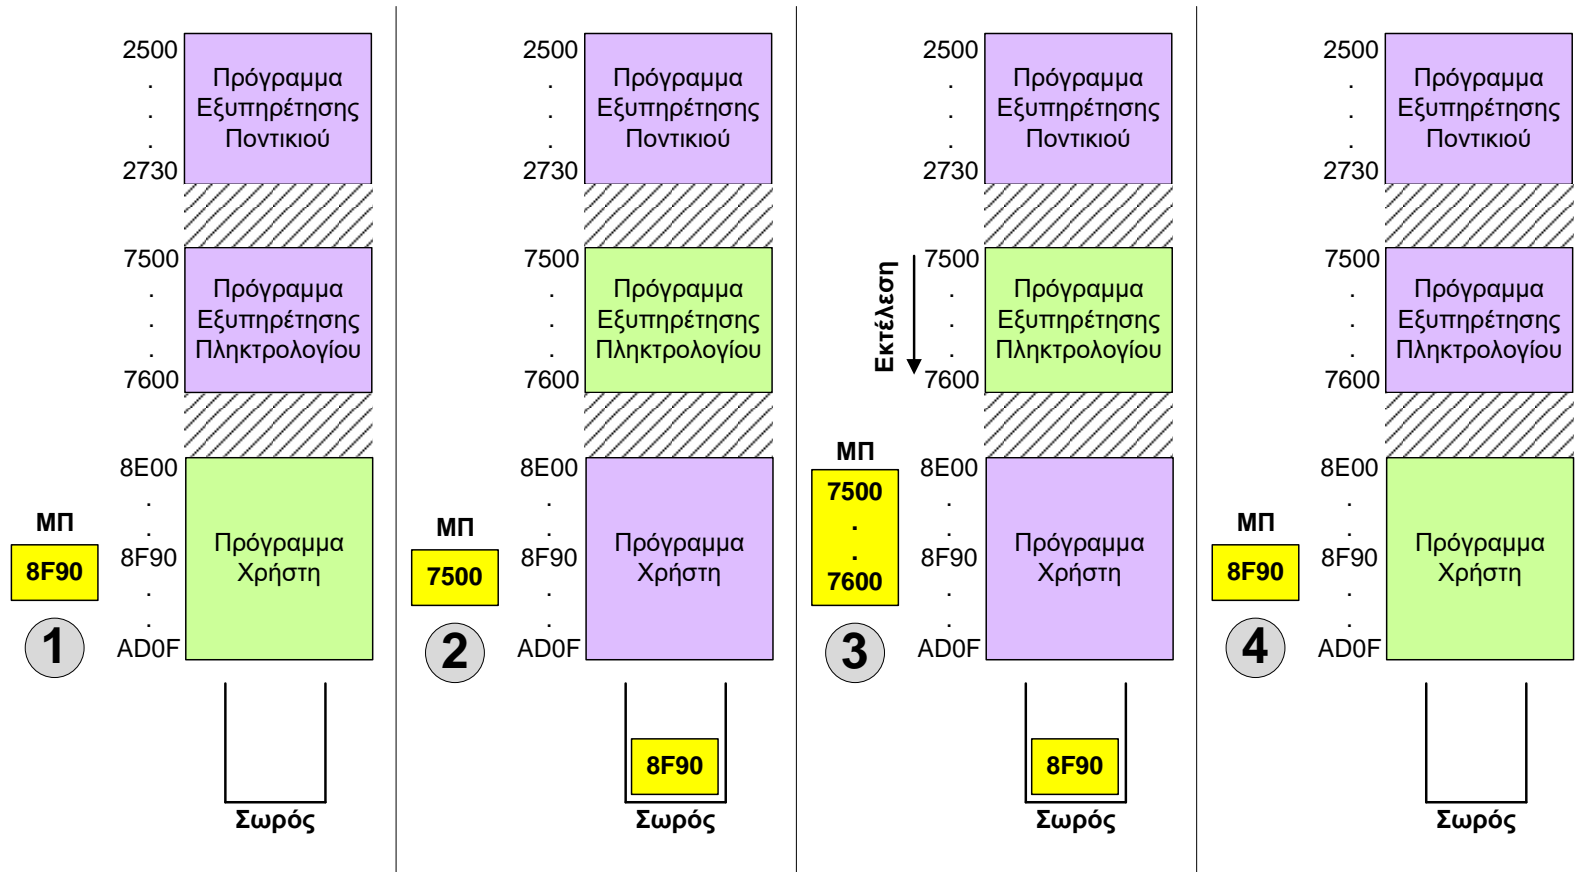 2500
.
.
.
2730
Πρόγραμμα
Εξυπηρέτησης
Ποντικιού
7500
.
.
.
7600
Πρόγραμμα
Εξυπηρέτησης
Πληκτρολογίου
8E00
.
8F90
.
.
AD0F
Πρόγραμμα
Χρήστη
ΜΠ
8F90
1
Σωρός
2500
.
.
.
2730
Πρόγραμμα
Εξυπηρέτησης
Ποντικιού
7500
.
.
.
7600
Πρόγραμμα
Εξυπηρέτησης
Πληκτρολογίου
8E00
.
8F90
.
.
AD0F
Πρόγραμμα
Χρήστη
ΜΠ
7500
2
8F90
Σωρός
2500
.
.
.
2730
Πρόγραμμα
Εξυπηρέτησης
Ποντικιού
Εκτέλεση
7500
.
.
.
7600
Πρόγραμμα
Εξυπηρέτησης
Πληκτρολογίου
8E00
.
8F90
.
.
AD0F
Πρόγραμμα
Χρήστη
ΜΠ
7500
.
.
7600
3
8F90
Σωρός
2500
.
.
.
2730
Πρόγραμμα
Εξυπηρέτησης
Ποντικιού
7500
.
.
.
7600
Πρόγραμμα
Εξυπηρέτησης
Πληκτρολογίου
8E00
.
8F90
.
.
AD0F
Πρόγραμμα
Χρήστη
ΜΠ
8F90
4
Σωρός